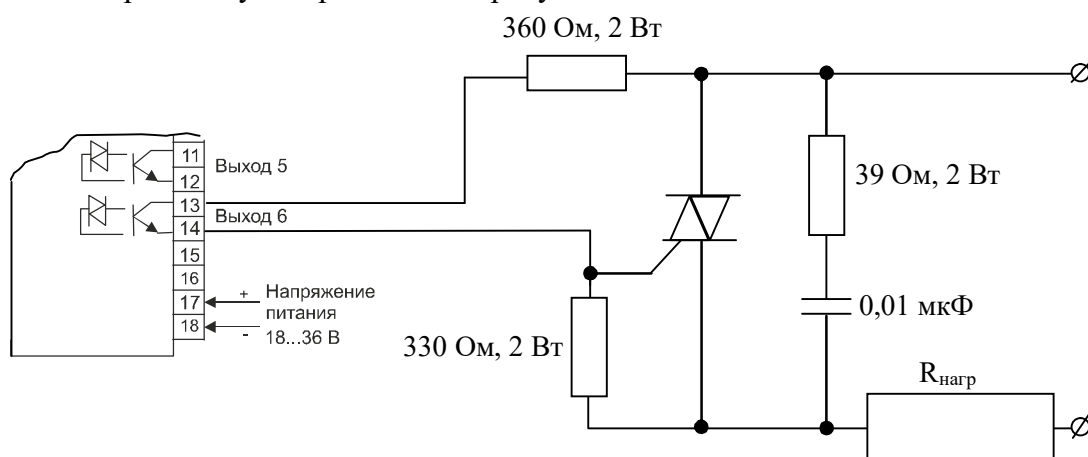 360 Ом, 2 Вт
11
Выход 5
12
13
Выход 6
14
15
16
17
+ Напряжение
питания
18
- 18...36 В
39 Ом, 2 Вт
0,01 мкФ
330 Ом, 2 Вт
Rнагр